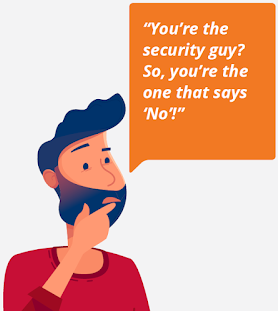 “You’re the
security guy?
So, you’re the
one that says
‘No’!”